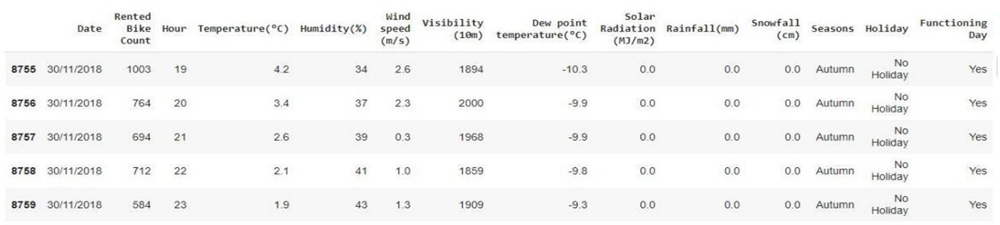 Date Rented Bike Count Hour Temperature(°C) Humidity(%) Wind speed (m/s) Visibility (10m) Dew point temperature(°C) Solar Radiation (MJ/m2) Rainfall(mm) Snowfall (cm) Seasons Holiday Functioning Day
8755 30/11/2018 1003 19 4.2 34 2.6 1894 -10.3 0.0 0.0 0.0 Autumn No Holiday Yes
8756 30/11/2018 764 20 3.4 37 2.3 2000 -9.9 0.0 0.0 0.0 Autumn No Holiday Yes
8757 30/11/2018 694 21 2.6 39 0.3 1968 -9.9 0.0 0.0 0.0 Autumn No Holiday Yes
8758 30/11/2018 712 22 2.1 41 1.0 1859 -9.8 0.0 0.0 0.0 Autumn No Holiday Yes
8759 30/11/2018 584 23 1.9 43 1.3 1909 -9.3 0.0 0.0 0.0 Autumn No Holiday Yes